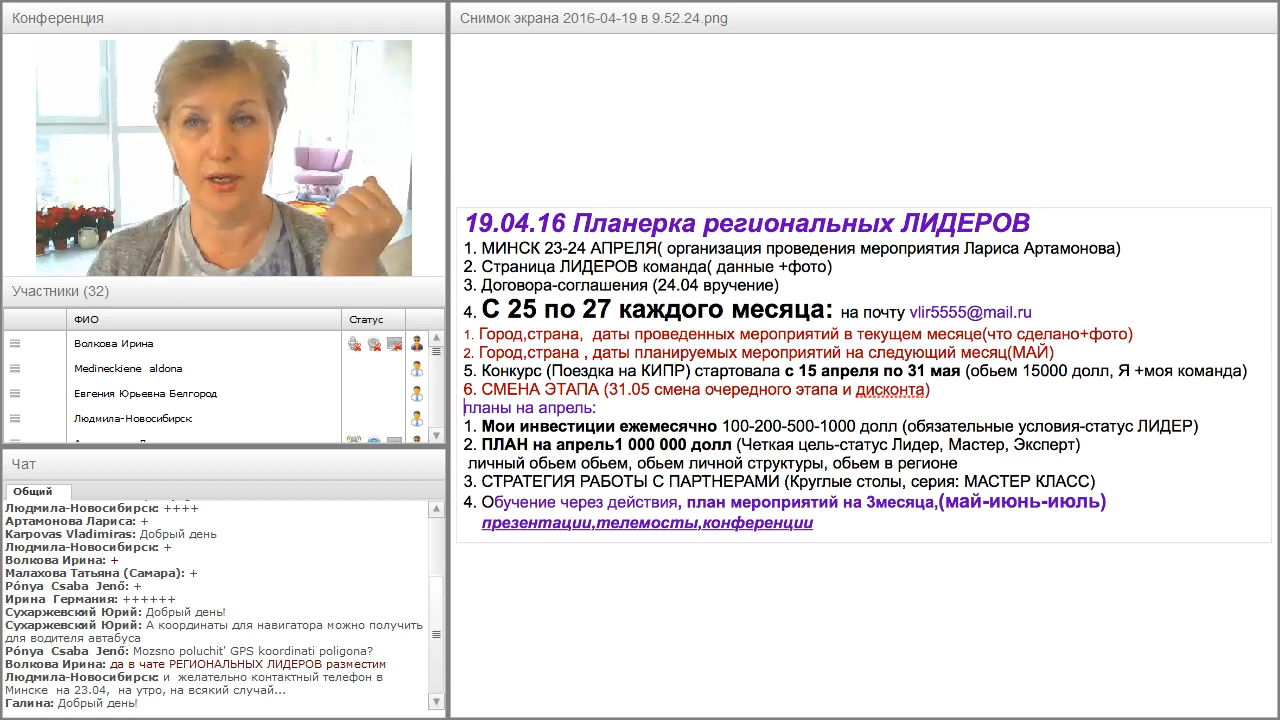 Конференция
Участники (32)
ФИО
Статус
Волкова Ирина
Medineckiene aldona
Евгения Юрьевна Белгород
Людмила-Новосибирск
Чат
Общий
Людмила-Новосибирск: ++++
Артамонова Лариса: +
Karpovas Vladimiras: Добрый день
Людмила-Новосибирск: +
Волкова Ирина: +
Малахова Татьяна (Самара): +
Pónya Csaba Jenő: +
Ирина Германия: ++++++
Сухаржевский Юрий: Добрый день!
Сухаржевский Юрий: А координаты для навигатора можно получить
для водителя автабуса
Pónya Csaba Jenő: Mozsno poluchit' GPS koordinati poligona?
Волкова Ирина: да в чате РЕГИОНАЛЬНЫХ ЛИДЕРОВ разместим
Людмила-Новосибирск: и желательно контактный телефон в
Минске на 23.04, на утро, на всякий случай...
Галина: Добрый день!
Снимок экрана 2016-04-19 в 9.52.24.png
19.04.16 Планерка региональных ЛИДЕРОВ
1. МИНСК 23-24 АПРЕЛЯ( организация проведения мероприятия Лариса Артамонова)
2. Страница ЛИДЕРОВ команда( данные +фото)
3. Договора-соглашения (24.04 вручение)
4. С 25 по 27 каждого месяца: на почту vlir5555@mail.ru
1. Город,страна, даты проведенных мероприятий в текущем месяце(что сделано+фото)
2. Город,страна , даты планируемых мероприятий на следующий месяц(МАЙ)
5. Конкурс (Поездка на КИПР) стартовала с 15 апреля по 31 мая (обьем 15000 долл, Я +моя команда)
6. СМЕНА ЭТАПА (31.05 смена очередного этапа и дисконта)
планы на апрель:
1. Мои инвестиции ежемесячно 100-200-500-1000 долл (обязательные условия-статус ЛИДЕР)
2. ПЛАН на апрель1 000 000 долл (Четкая цель-статус Лидер, Мастер, Эксперт)
личный обьем обьем, обьем личной структуры, обьем в регионе
3. СТРАТЕГИЯ РАБОТЫ С ПАРТНЕРАМИ (Круглые столы, серия: МАСТЕР КЛАСС)
4. Обучение через действия, план мероприятий на 3месяца,(май-июнь-июль)
презентации,телемосты,конференции